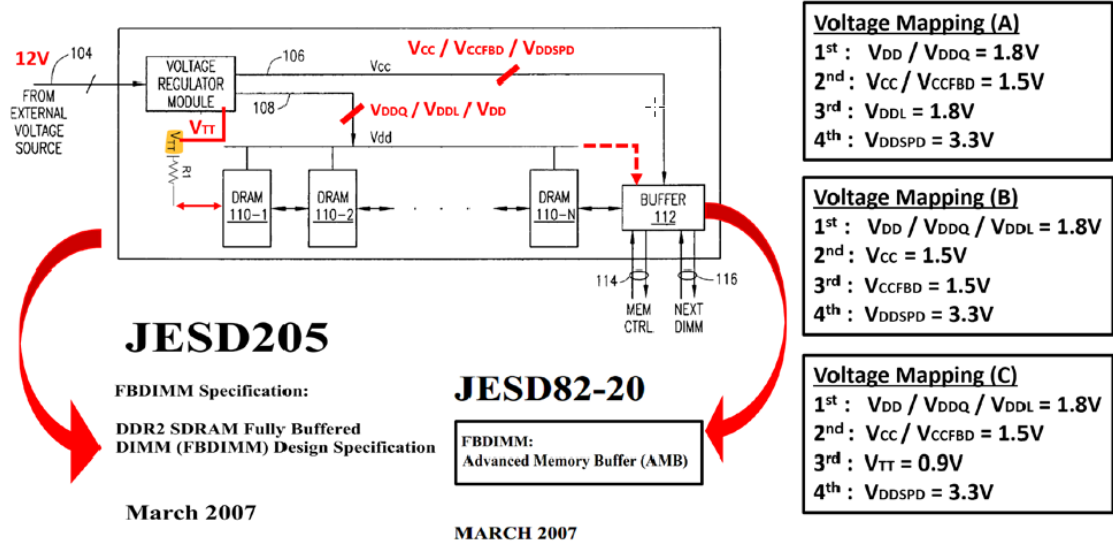 12V
104
FROM
EXTERNAL
VOLTAGE
SOURCE
VOLTAGE
REGULATOR
MODULE
106
Vcc
VCC / VCCFBD / VDDSPD
108
VDDQ / VDDL / VDD
Vdd
VTT
VTT
R1
DRAM
110-1
DRAM
110-2
. . .
DRAM
110-N
BUFFER
112
114
116
MEM
CTRL
NEXT
DIMM
JESD205
FBDIMM Specification:
DDR2 SDRAM Fully Buffered
DIMM (FBDIMM) Design Specification
March 2007
JESD82-20
FBDIMM:
Advanced Memory Buffer (AMB)
MARCH 2007
Voltage Mapping (A)
1st : VDD / VDDQ = 1.8V
2nd : VCC / VCCFBD = 1.5V
3rd : VDDL = 1.8V
4th : VDDSPD = 3.3V
Voltage Mapping (B)
1st : VDD / VDDQ / VDDL = 1.8V
2nd : VCC = 1.5V
3rd : VCCFBD = 1.5V
4th : VDDSPD = 3.3V
Voltage Mapping (C)
1st : VDD / VDDQ / VDDL = 1.8V
2nd : VCC / VCCFBD = 1.5V
3rd : VTT = 0.9V
4th : VDDSPD = 3.3V